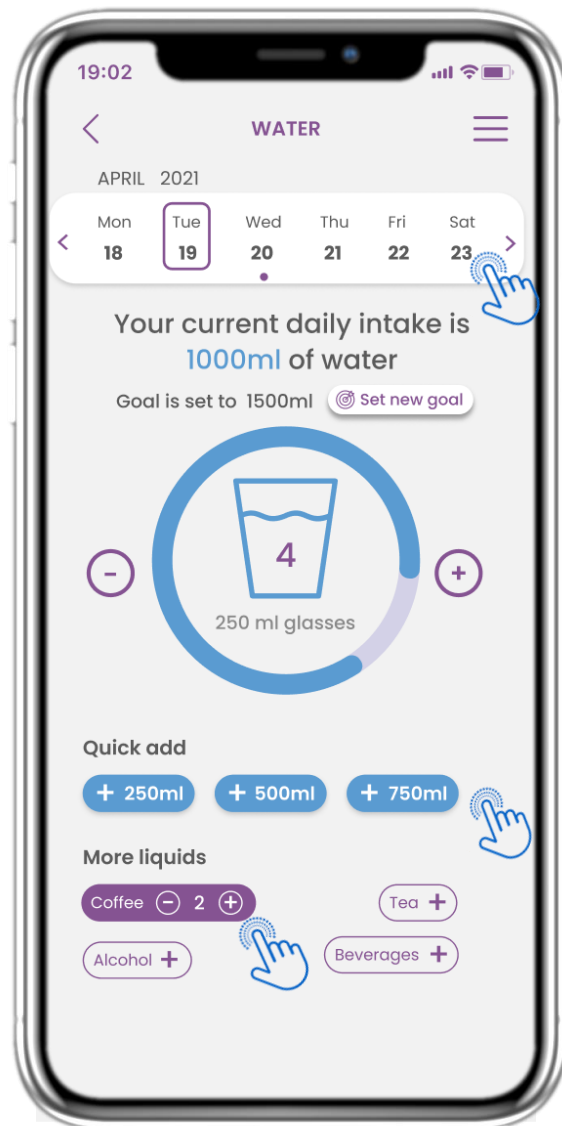 19:02
WATER
APRIL 2021
Mon Tue Wed Thu Fri Sat
< 18 19 20 21 22 23 >
Your current daily intake is
1000ml of water
Goal is set to 1500ml Set new goal
4
- +
250 ml glasses
Quick add
+ 250ml + 500ml + 750ml
More liquids
Coffee - 2 + Tea +
Alcohol + Beverages +